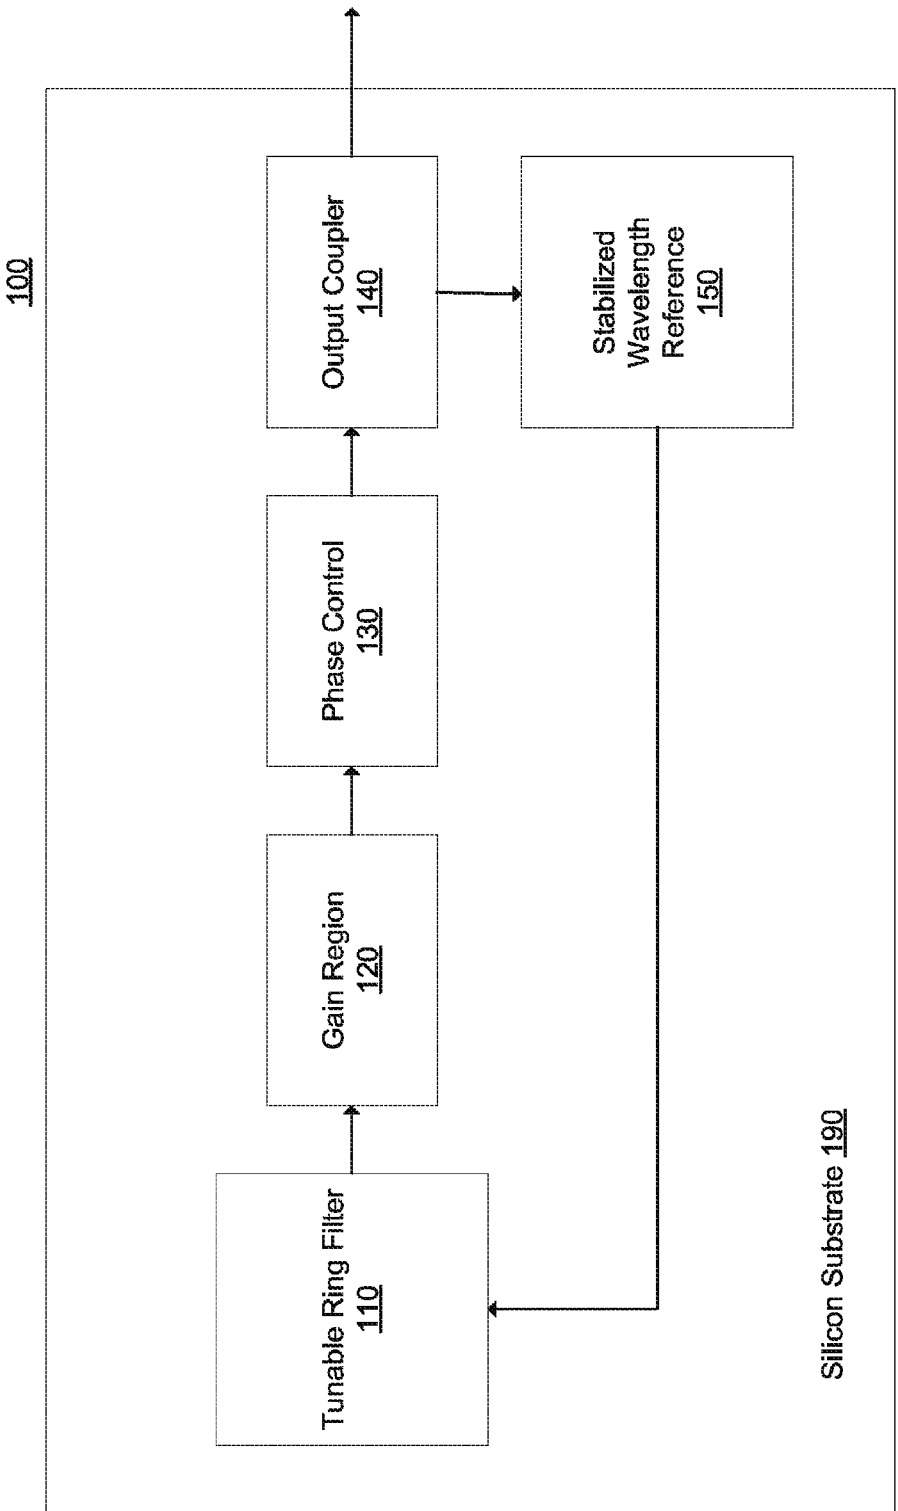 100
Tunable Ring Filter
110
Gain Region
120
Phase Control
130
Output Coupler
140
Stabilized
Wavelength
Reference
150
Silicon Substrate 190